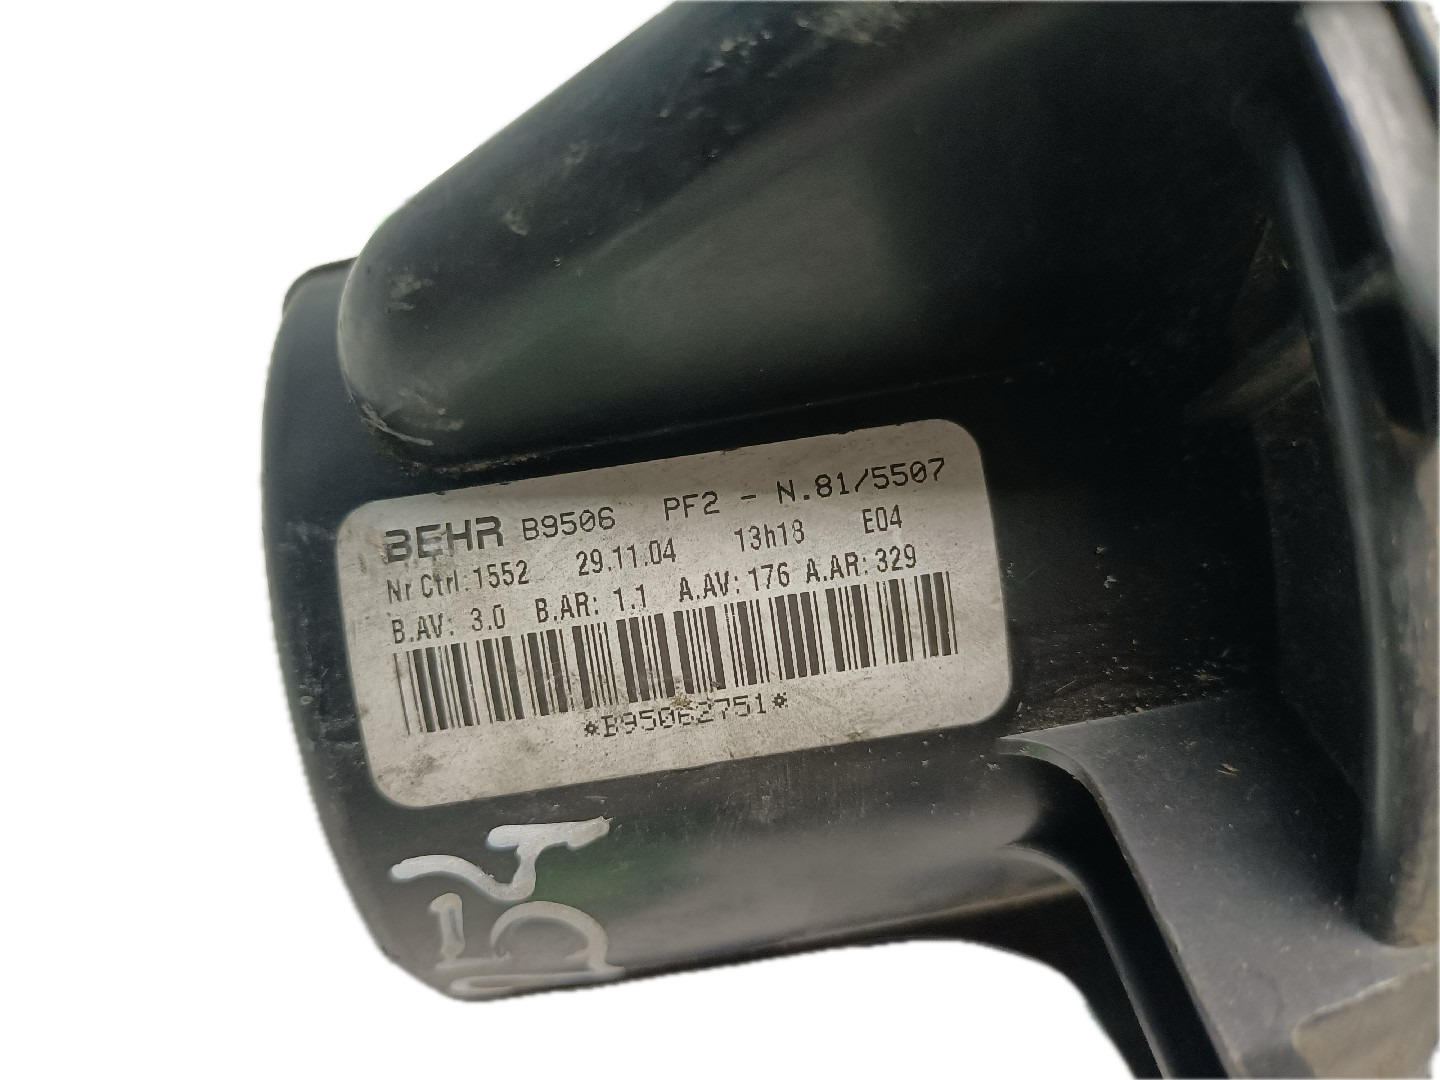 BEHR B9506 PF2 - N.81/5507
Nr Ctrl:1552 29.11.04 13h18 E04
B.AV: 3.0 B.AR: 1.1 A.AV:176 A.AR:329
*B95062751*